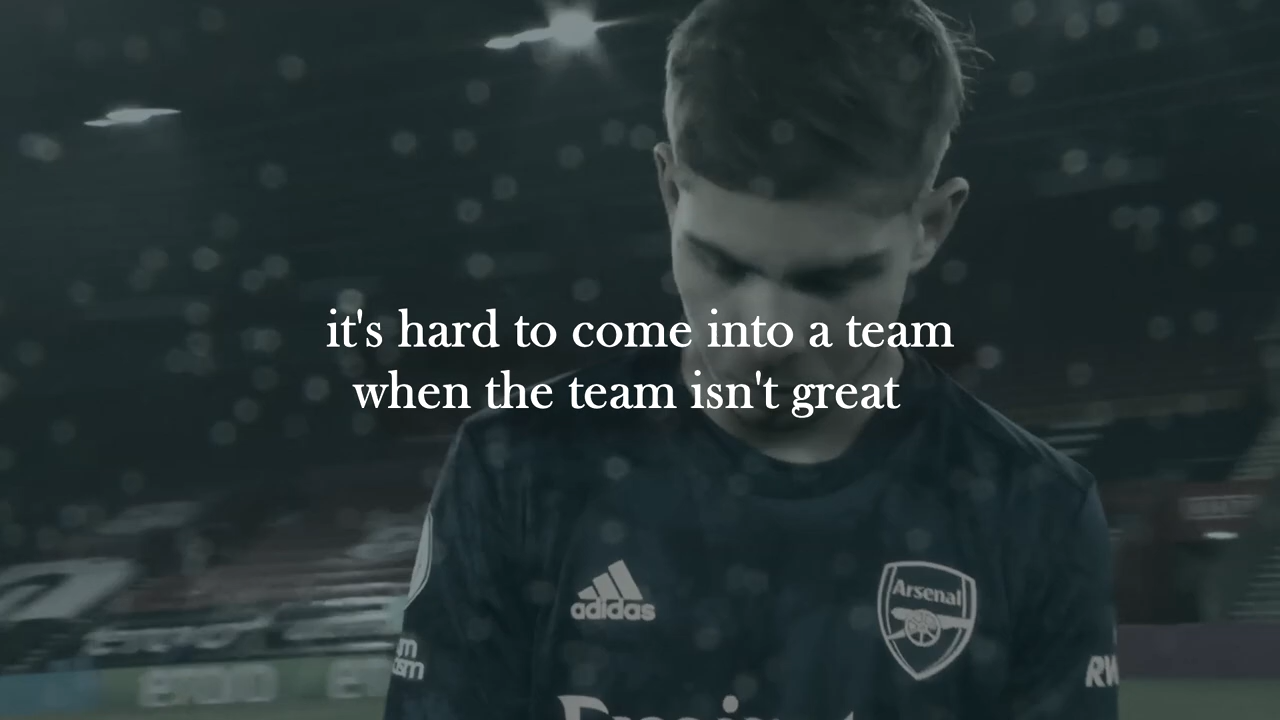 it's hard to come into a team
when the team isn't great
adidas
Arsenal